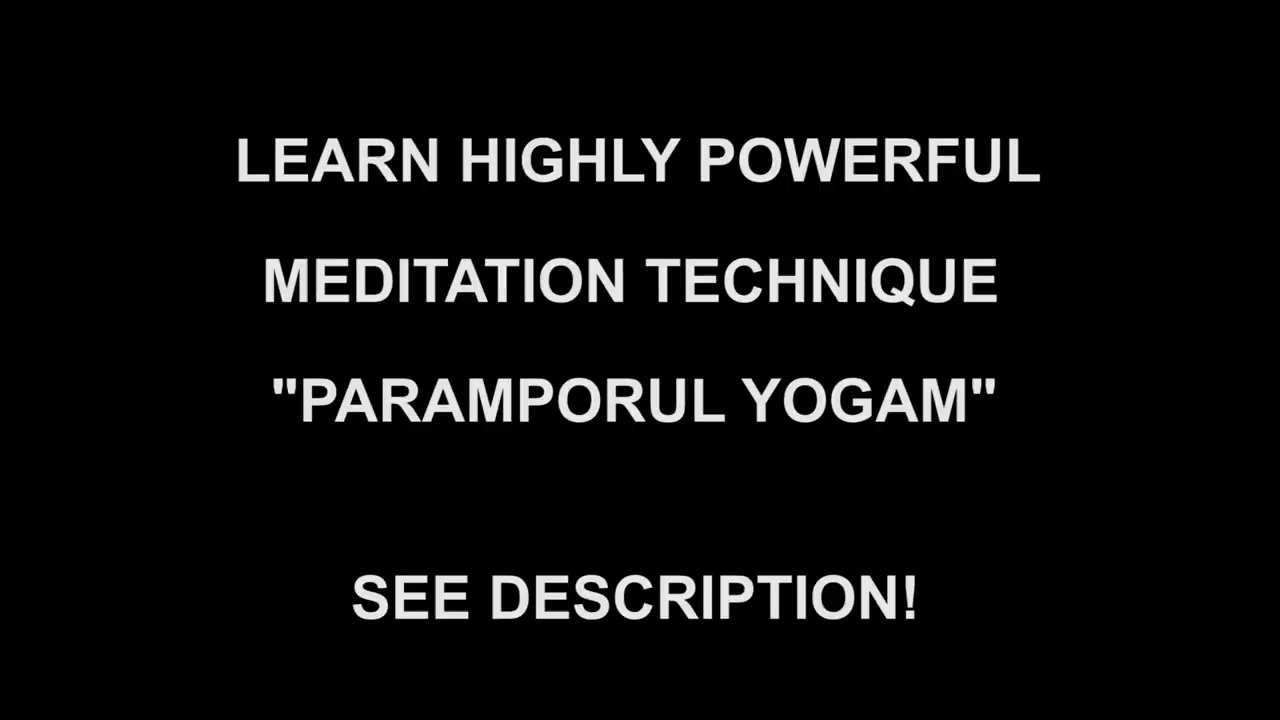 LEARN HIGHLY POWERFUL
MEDITATION TECHNIQUE
"PARAMPORUL YOGAM"
SEE DESCRIPTION!